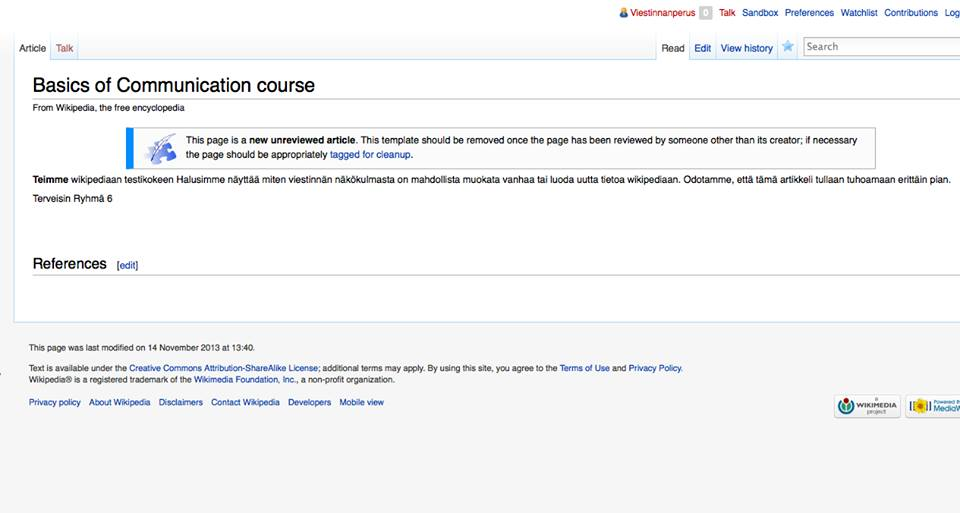 Viestinnanperus 0 Talk Sandbox Preferences Watchlist Contributions Log
Article Talk Read Edit View history Search
Basics of Communication course
From Wikipedia, the free encyclopedia
This page is a new unreviewed article. This template should be removed once the page has been reviewed by someone other than its creator; if necessary
the page should be appropriately tagged for cleanup.
Teimme wikipediaan testikokeen Halusimme näyttää miten viestinnän näkökulmasta on mahdollista muokata vanhaa tai luoda uutta tietoa wikipediaan. Odotamme, että tämä artikkeli tullaan tuhoamaan erittäin pian.
Terveisin Ryhmä 6
References [edit]
This page was last modified on 14 November 2013 at 13:40.
Text is available under the Creative Commons Attribution-ShareAlike License; additional terms may apply. By using this site, you agree to the Terms of Use and Privacy Policy.
Wikipedia® is a registered trademark of the Wikimedia Foundation, Inc., a non-profit organization.
Privacy policy About Wikipedia Disclaimers Contact Wikipedia Developers Mobile view
A WIKIMEDIA project
Powered
MediaW